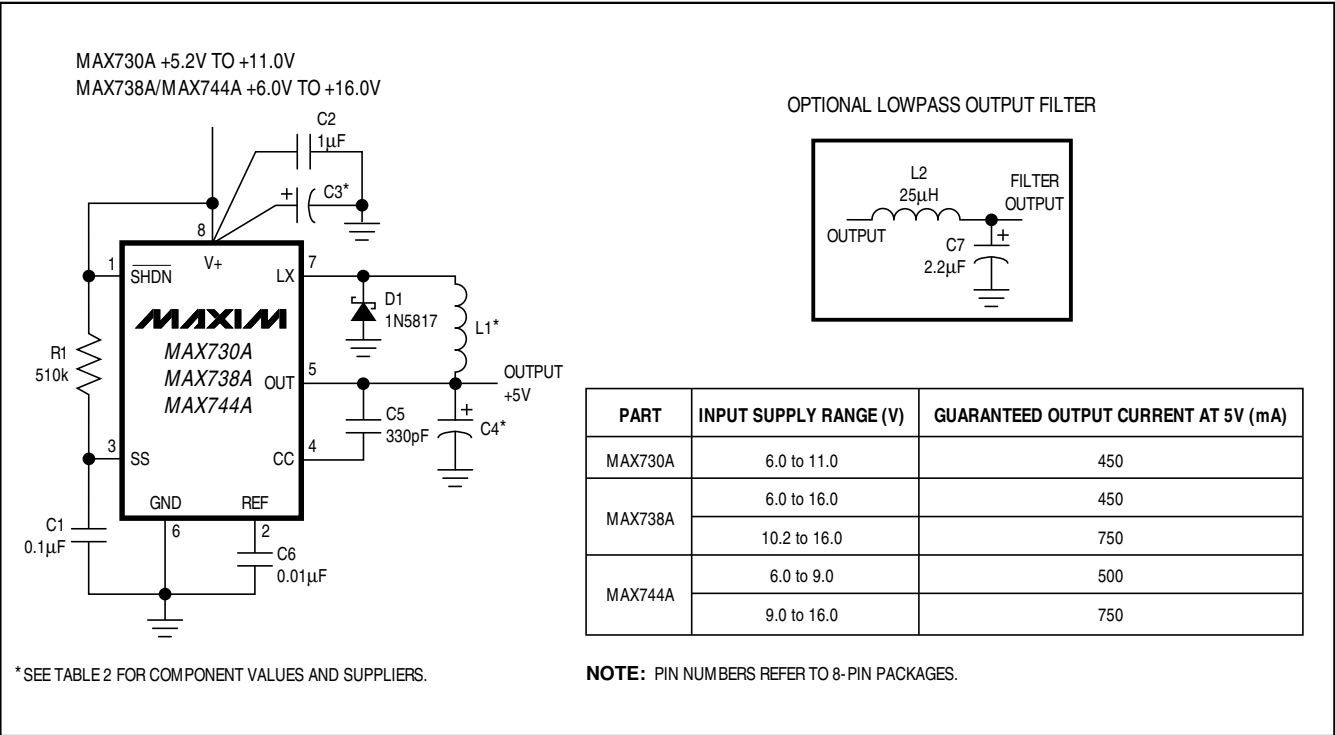 MAX730A +5.2V TO +11.0V
MAX738A/MAX744A +6.0V TO +16.0V
C2
1µF
C3*
+
8
V+
1
SHDN
7
LX
MAXIM
MAX730A
MAX738A
MAX744A
R1
510k
D1
1N5817
L1*
OUT
5
OUTPUT
+5V
C5
330pF
+
C4*
4
CC
3
SS
GND
REF
6
2
C1
0.1µF
C6
0.01µF
*SEE TABLE 2 FOR COMPONENT VALUES AND SUPPLIERS.
OPTIONAL LOWPASS OUTPUT FILTER
L2
25µH
FILTER
OUTPUT
OUTPUT
C7
2.2µF
+
PART INPUT SUPPLY RANGE (V) GUARANTEED OUTPUT CURRENT AT 5V (mA)
MAX730A 6.0 to 11.0 450
MAX738A 6.0 to 16.0 450
10.2 to 16.0 750
MAX744A 6.0 to 9.0 500
9.0 to 16.0 750
NOTE: PIN NUMBERS REFER TO 8-PIN PACKAGES.